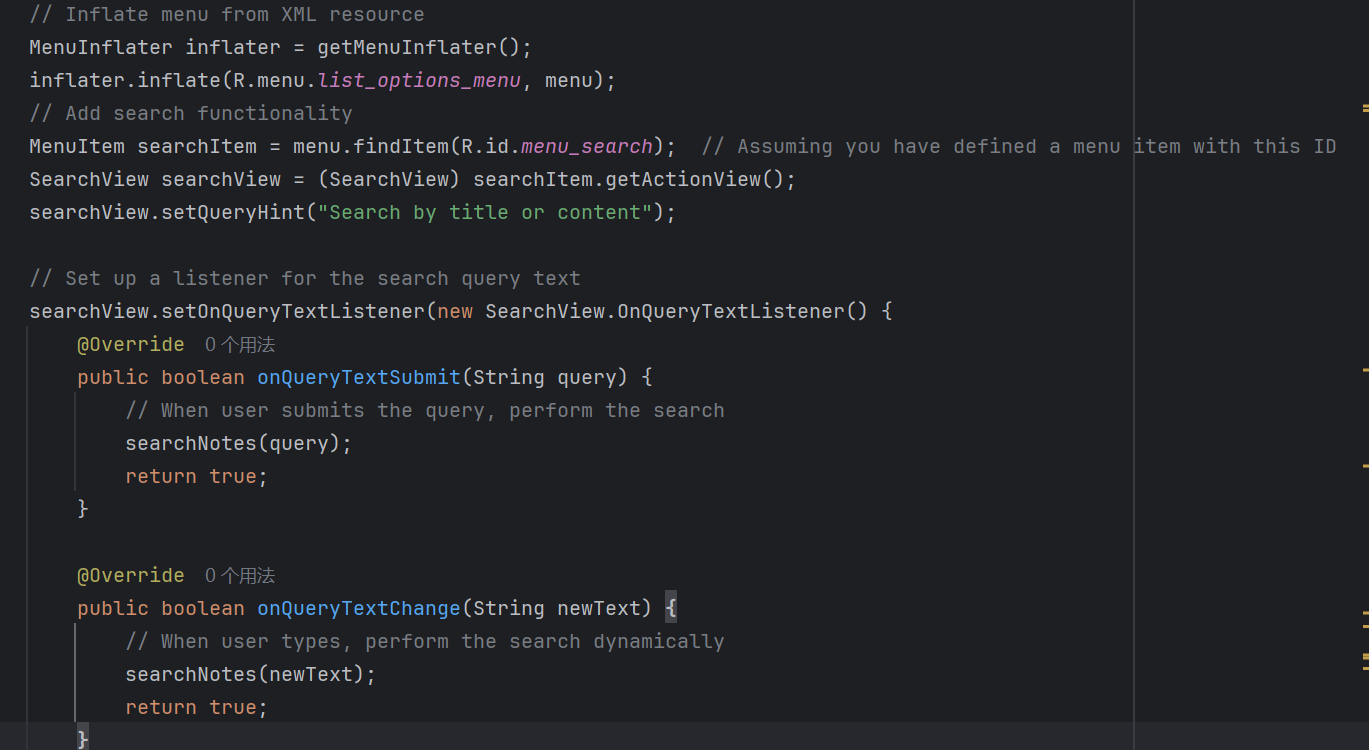 // Inflate menu from XML resource
MenuInflater inflater = getMenuInflater();
inflater.inflate(R.menu.list_options_menu, menu);
// Add search functionality
MenuItem searchItem = menu.findItem(R.id.menu_search);  // Assuming you have defined a menu item with this ID
SearchView searchView = (SearchView) searchItem.getActionView();
searchView.setQueryHint("Search by title or content");
// Set up a listener for the search query text
searchView.setOnQueryTextListener(new SearchView.OnQueryTextListener() {
    @Override  0 个用法
    public boolean onQueryTextSubmit(String query) {
        // When user submits the query, perform the search
        searchNotes(query);
        return true;
    }
    @Override  0 个用法
    public boolean onQueryTextChange(String newText) {
        // When user types, perform the search dynamically
        searchNotes(newText);
        return true;
    }